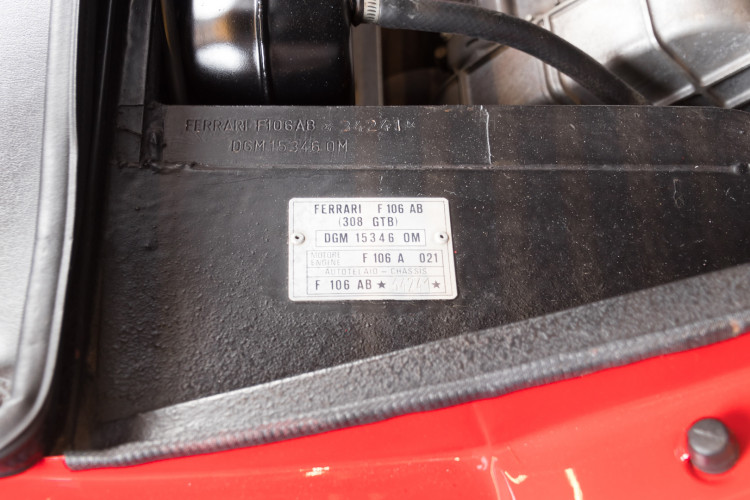 FERRARI F106AB * 34241*
DGM 15346 OM
FERRARI F 106 AB
(308 GTB)
DGM 15346 OM
MOTORE
ENGINE
F 106 A 021
AUTOTELAIO - CHASSIS
F 106 AB ★ ★